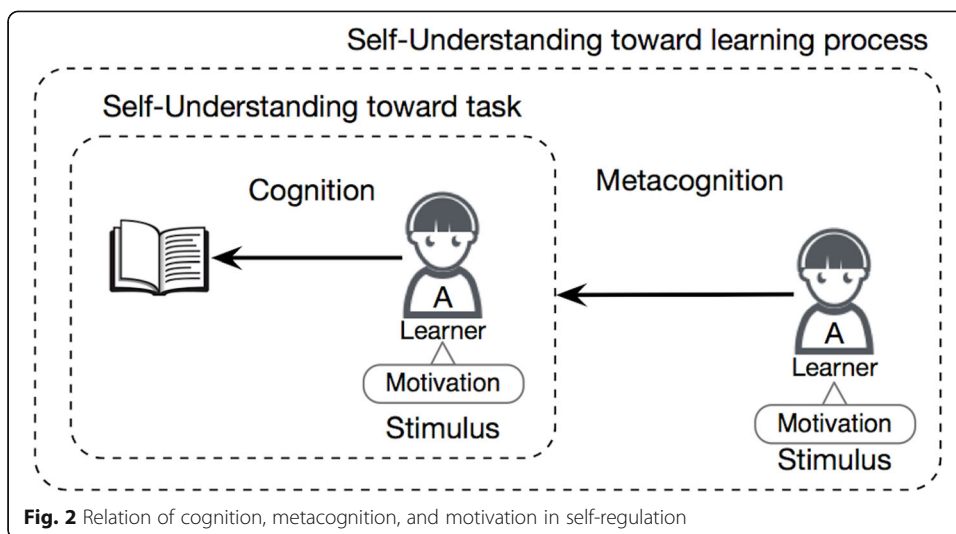 Self-Understanding toward learning process
Self-Understanding toward task
Cognition
Metacognition
A
Learner
Motivation
Stimulus
A
Learner
Motivation
Stimulus
Fig. 2 Relation of cognition, metacognition, and motivation in self-regulation